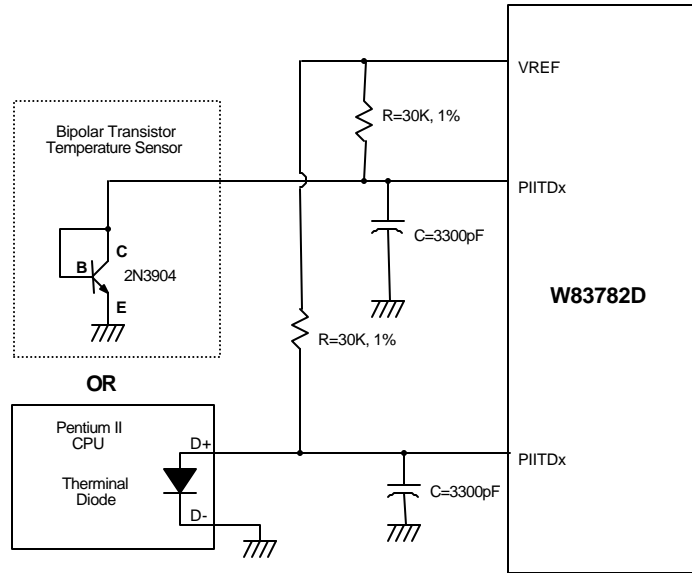 VREF
R=30K, 1%
Bipolar Transistor
Temperature Sensor
PIITDx
C
B
2N3904
E
C=3300pF
W83782D
R=30K, 1%
OR
Pentium II
CPU
D+
PIITDx
Therminal
Diode
C=3300pF
D-